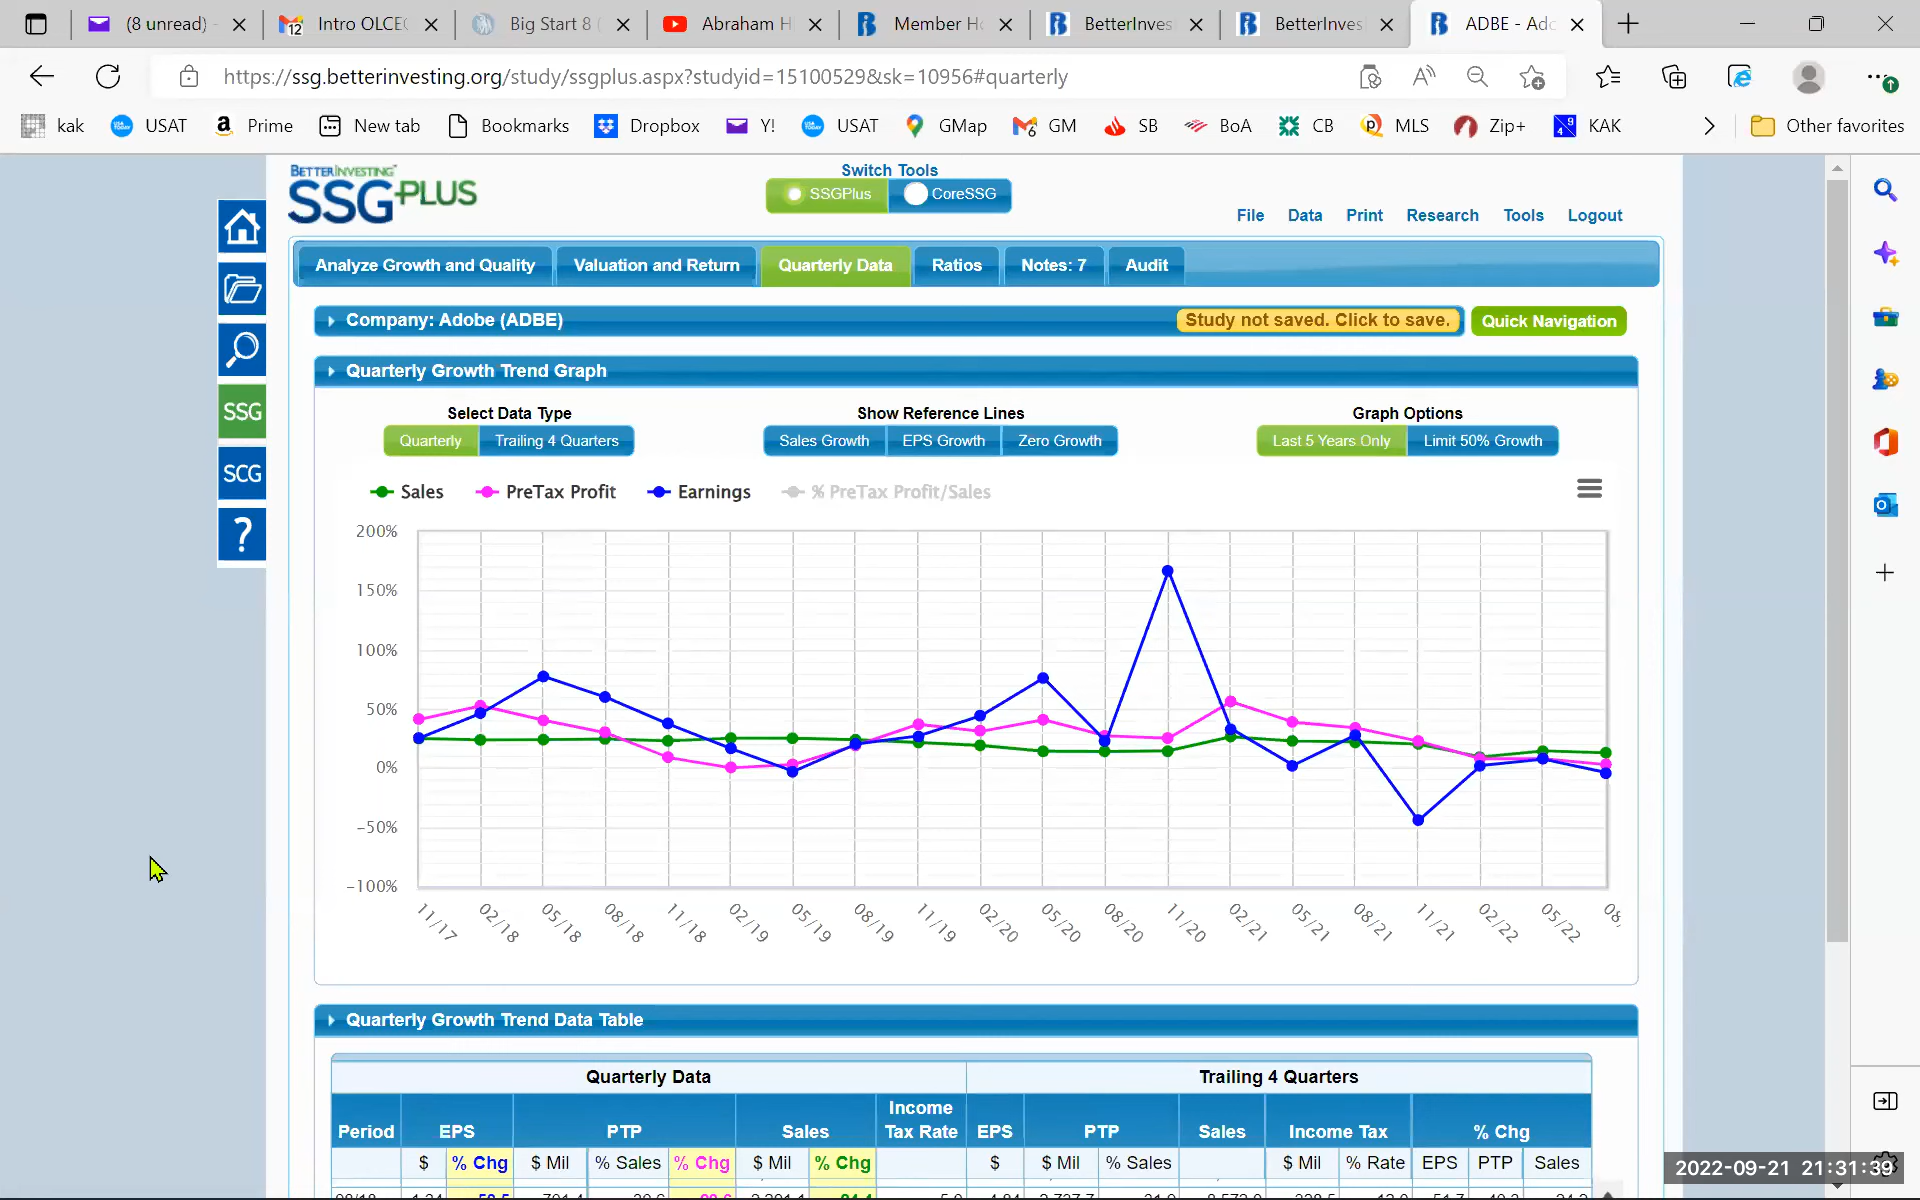 (8 unread)
12 Intro OLCE
Big Start 8
Abraham H
Member H
BetterInves
BetterInves
ADBE - Ado
https://ssg.betterinvesting.org/study/ssgplus.aspx?studyid=15100529&sk=10956#quarterly
kak USAT Prime New tab Bookmarks Dropbox Y! USAT GMap GM SB BoA CB MLS Zip+ KAK Other favorites
BETTERINVESTING
SSGPLUS
Switch Tools
SSGPlus CoreSSG
File Data Print Research Tools Logout
SSG
SCG
?
Analyze Growth and Quality Valuation and Return Quarterly Data Ratios Notes: 7 Audit
Company: Adobe (ADBE) Study not saved. Click to save. Quick Navigation
Quarterly Growth Trend Graph
Select Data Type Show Reference Lines Graph Options
Quarterly Trailing 4 Quarters Sales Growth EPS Growth Zero Growth Last 5 Years Only Limit 50% Growth
Sales PreTax Profit Earnings % PreTax Profit/Sales
200%
150%
100%
50%
0%
-50%
-100%
11/17 02/18 05/18 08/18 11/18 02/19 05/19 08/19 11/19 02/20 05/20 08/20 11/20 02/21 05/21 08/21 11/21 02/22 05/22 08
Quarterly Growth Trend Data Table
Quarterly Data Trailing 4 Quarters
Period EPS PTP Sales Income Tax Rate EPS PTP Sales Income Tax % Chg
$ % Chg $ Mil % Sales % Chg $ Mil % Chg $ $ Mil % Sales $ Mil % Rate EPS PTP Sales
2022-09-21 21:31:39